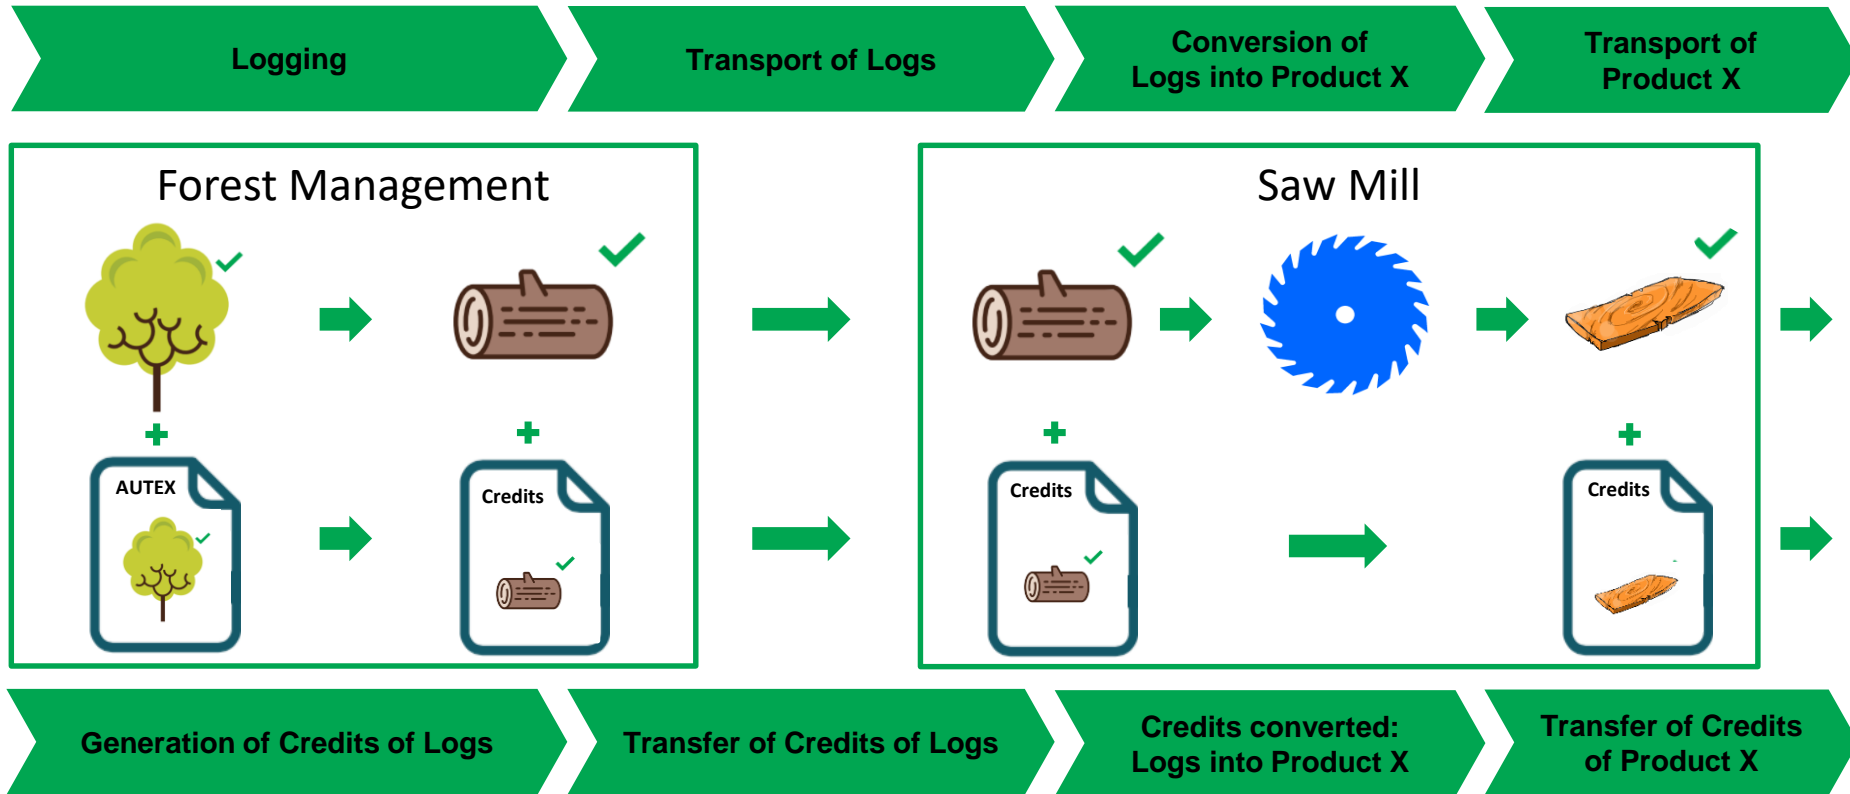 Logging
Transport of Logs
Conversion of
Logs into Product X
Transport of
Product X
Forest Management
Saw Mill
AUTEX
Credits
Credits
Credits
Generation of Credits of Logs
Transfer of Credits of Logs
Credits converted:
Logs into Product X
Transfer of Credits
of Product X